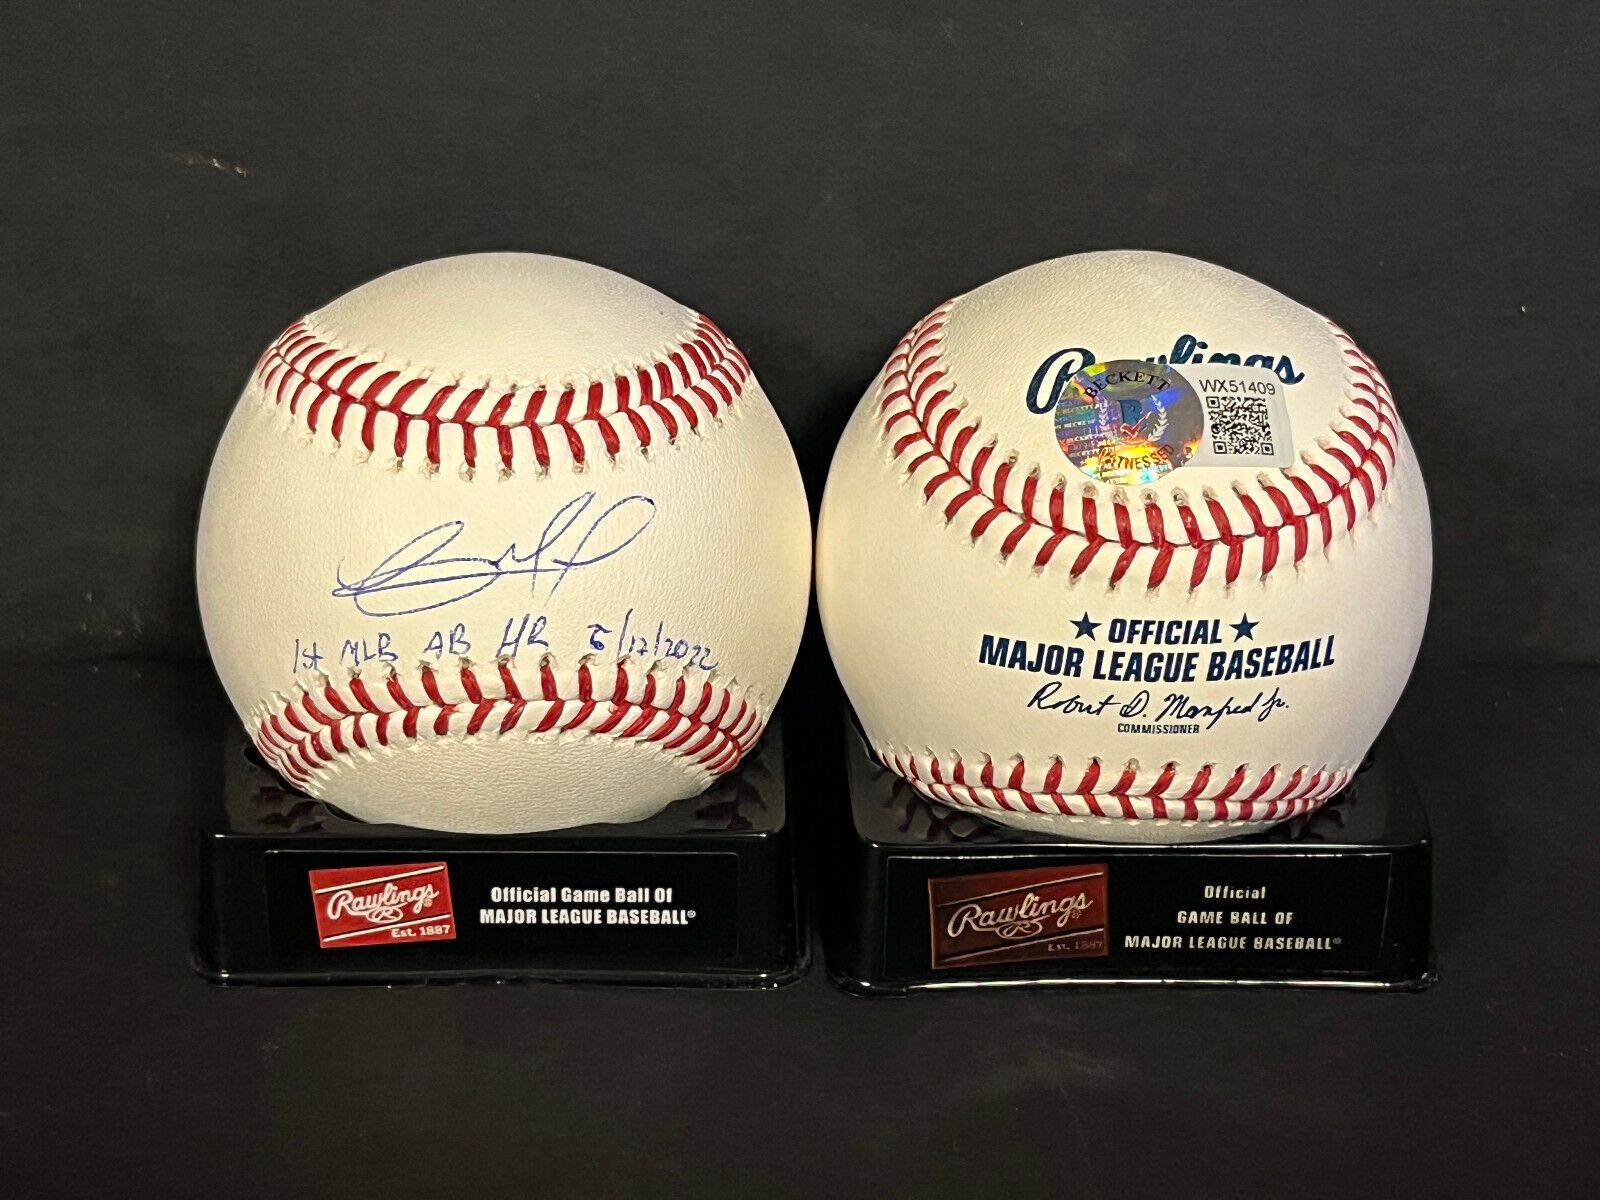 1st MLB AB HR 6/17/2022
Rawlings
Est. 1887
Official Game Ball Of
MAJOR LEAGUE BASEBALL®
Rawlings
BECKETT
WITNESSED
WX51409
★ OFFICIAL ★
MAJOR LEAGUE BASEBALL
Robert D. Manfred Jr.
COMMISSIONER
Rawlings
EST. 1887
Official
GAME BALL OF
MAJOR LEAGUE BASEBALL®